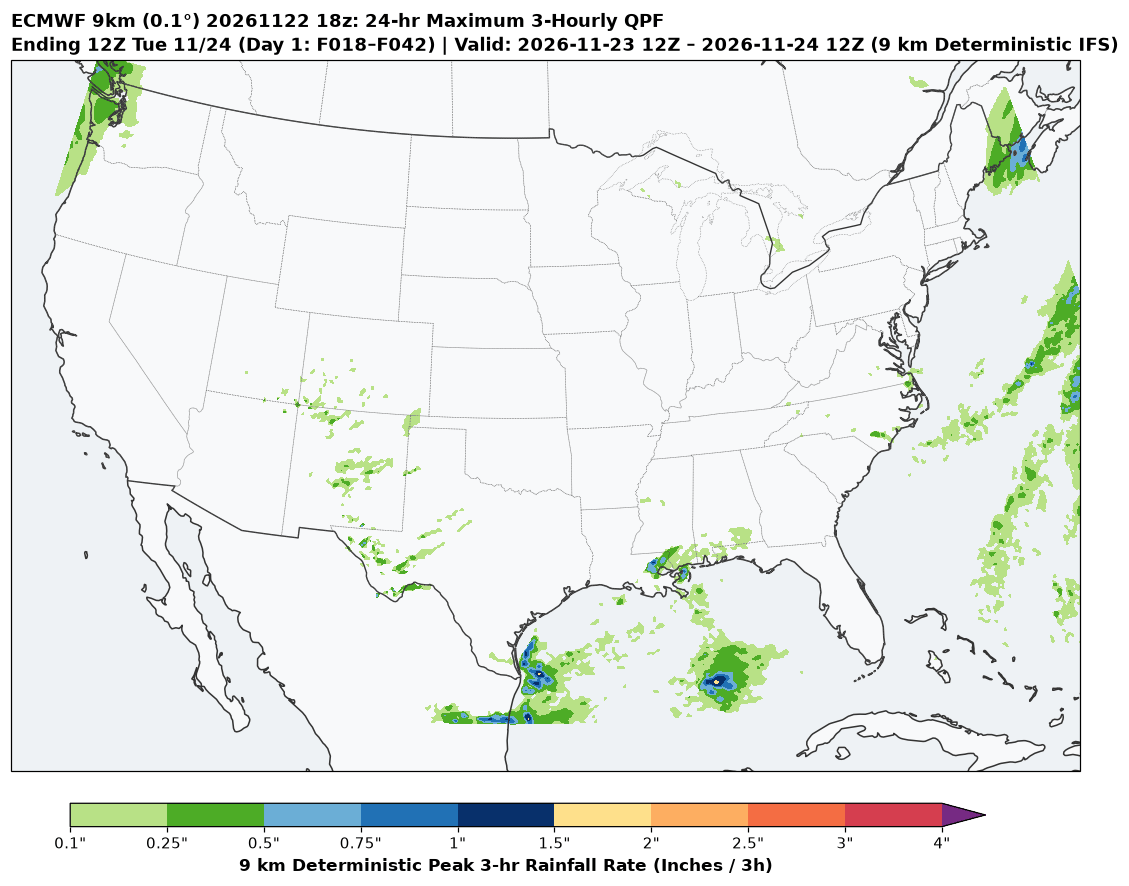 ECMWF 9km (0.1°) 20261122 18z: 24-hr Maximum 3-Hourly QPF
Ending 12Z Tue 11/24 (Day 1: F018–F042) | Valid: 2026-11-23 12Z – 2026-11-24 12Z (9 km Deterministic IFS)
0.1" 0.25" 0.5" 0.75" 1" 1.5" 2" 2.5" 3" 4"
9 km Deterministic Peak 3-hr Rainfall Rate (Inches / 3h)